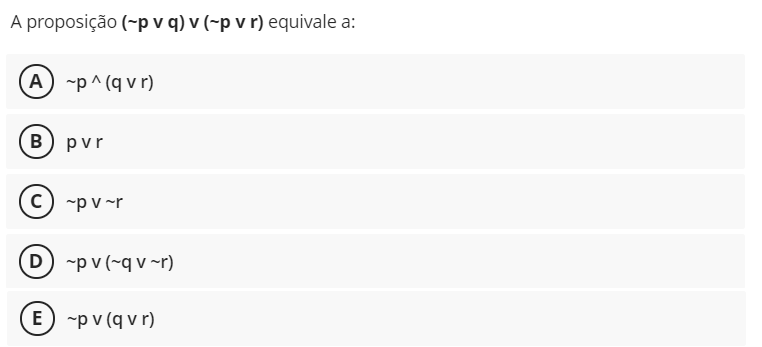 A proposição (~p v q) v (~p v r) equivale a:
A ~p ^ (q v r)
B p v r
C ~p v ~r
D ~p v (~q v ~r)
E ~p v (q v r)